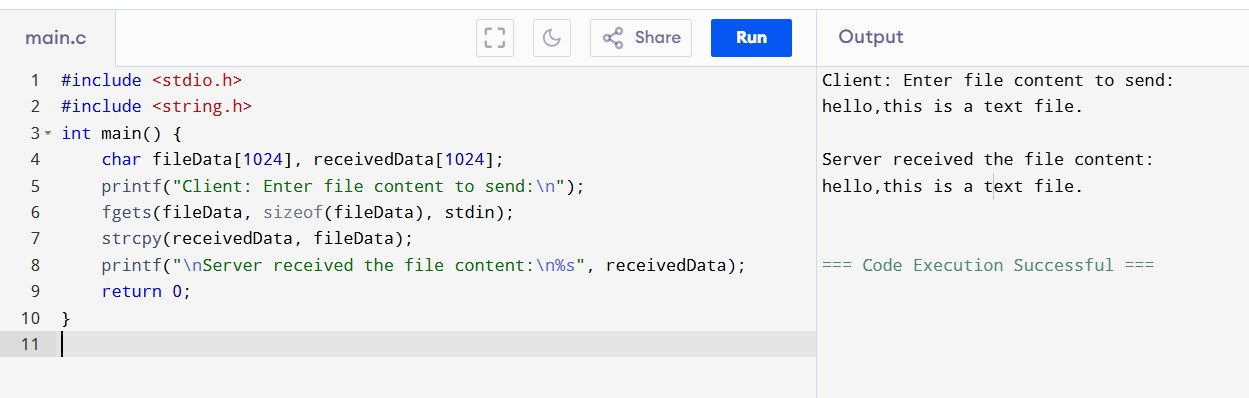 main.c
Share
Run
Output
1 #include <stdio.h>
2 #include <string.h>
3 int main() {
4     char fileData[1024], receivedData[1024];
5     printf("Client: Enter file content to send:\n");
6     fgets(fileData, sizeof(fileData), stdin);
7     strcpy(receivedData, fileData);
8     printf("\nServer received the file content:\n%s", receivedData);
9     return 0;
10 }
11
Client: Enter file content to send:
hello,this is a text file.
Server received the file content:
hello,this is a text file.
=== Code Execution Successful ===